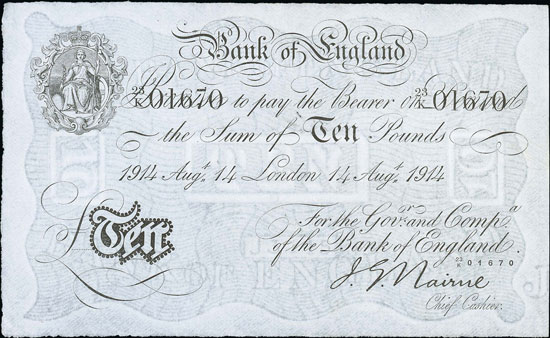 Bank of England
23/K 01670 to pay the Bearer on Demand 23/K 01670
the Sum of Ten Pounds
1914 Augt. 14 London 14 Augt. 1914
For the Govr. and Compa.
of the Bank of England.
23/K 01670
£Ten
J. G. Nairne
Chief Cashier.